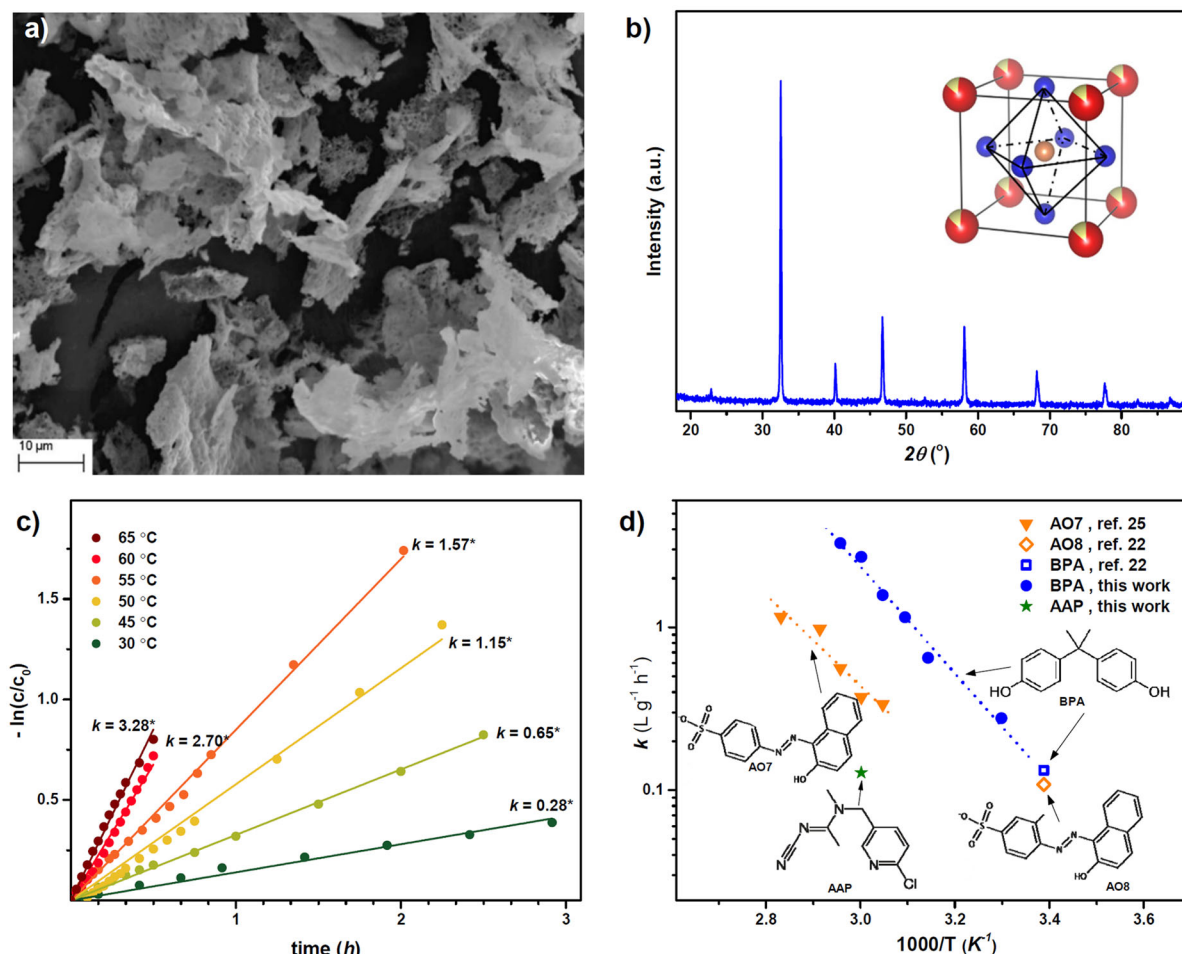 a)
10 µm
b)
Intensity (a.u.)
20 30 40 50 60 70 80
2θ (°)
c)
65 °C
60 °C
55 °C
50 °C
45 °C
30 °C
k = 1.57*
k = 1.15*
k = 3.28*
k = 2.70*
k = 0.65*
k = 0.28*
- ln(c/c0)
1.5
1.0
0.5
1 2 3
time (h)
d)
AO7 , ref. 25
AO8 , ref. 22
BPA , ref. 22
BPA , this work
AAP , this work
k (L g-1 h-1)
1
0.1
HO
OH
BPA
O
-O S
O
N
N
HO
AO7
N
N
N
N
Cl
AAP
O
-O S
O
N
N
HO
AO8
2.8 3.0 3.2 3.4 3.6
1000/T (K-1)